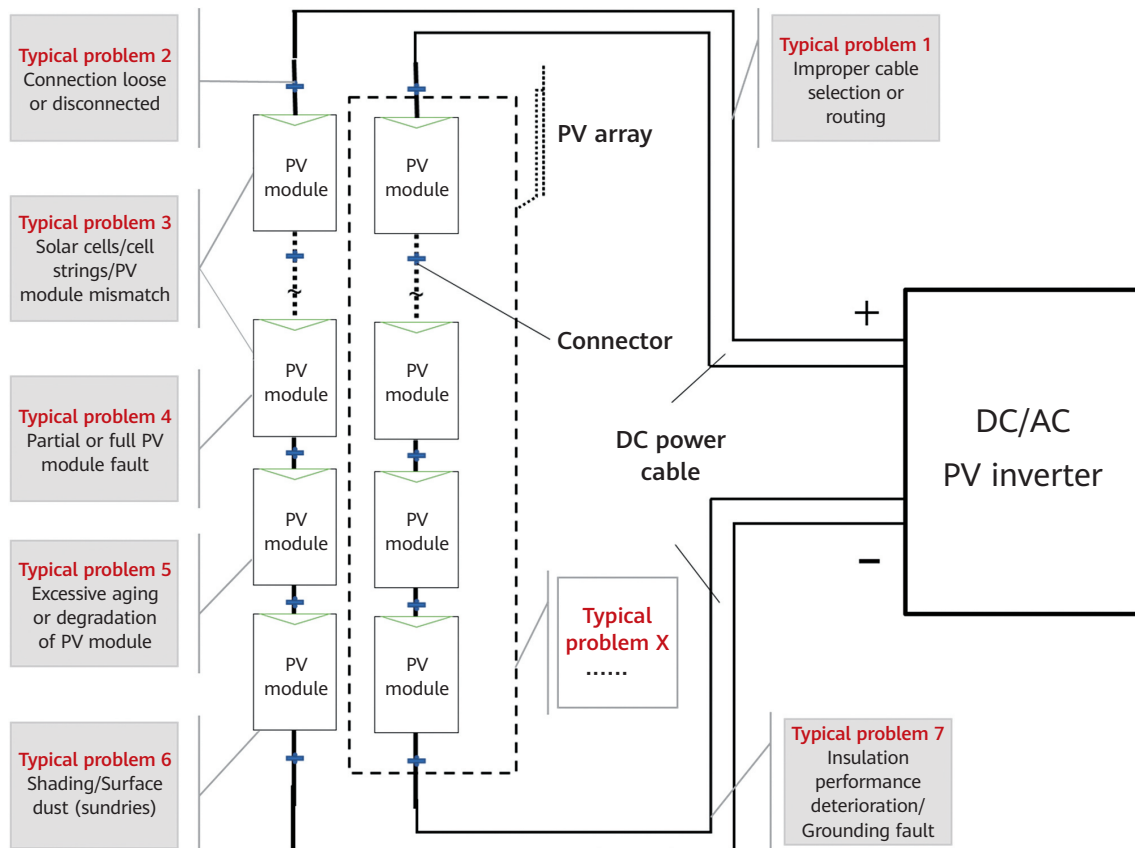 Typical problem 2
Connection loose
or disconnected
Typical problem 3
Solar cells/cell
strings/PV
module mismatch
Typical problem 4
Partial or full PV
module fault
Typical problem 5
Excessive aging
or degradation
of PV module
Typical problem 6
Shading/Surface
dust (sundries)
PV
module
PV
module
PV
module
PV
module
PV
module
PV
module
PV
module
PV
module
~
~
PV array
Connector
DC power
cable
Typical
problem X
......
Typical problem 1
Improper cable
selection or
routing
+
DC/AC
PV inverter
–
Typical problem 7
Insulation
performance
deterioration/
Grounding fault